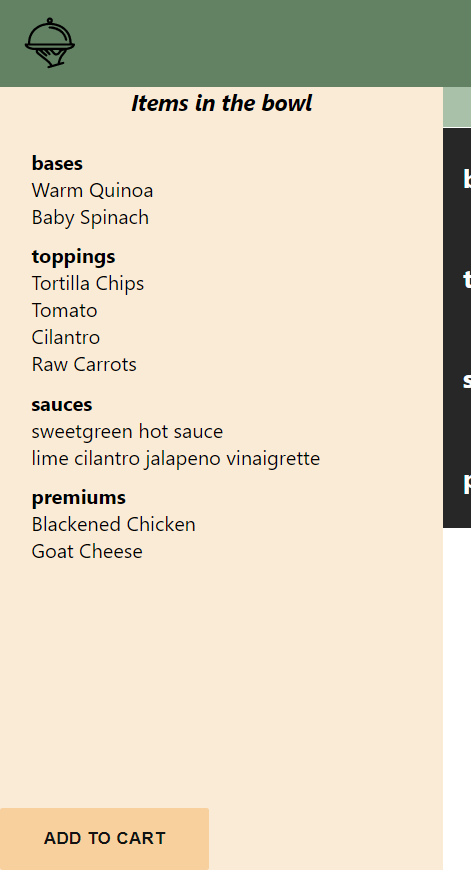 Items in the bowl
bases
Warm Quinoa
Baby Spinach
toppings
Tortilla Chips
Tomato
Cilantro
Raw Carrots
sauces
sweetgreen hot sauce
lime cilantro jalapeno vinaigrette
premiums
Blackened Chicken
Goat Cheese
ADD TO CART